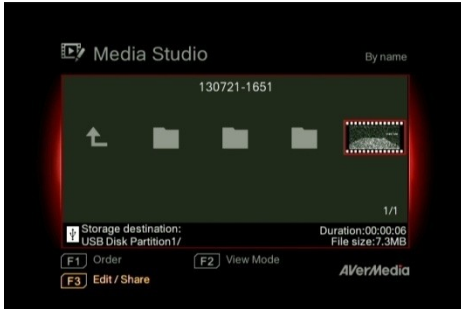 Media Studio
By name
130721-1651
1/1
Storage destination:
USB Disk Partition1/
Duration:00:00:06
File size:7.3MB
F1 Order
F2 View Mode
F3 Edit / Share
AVerMedia